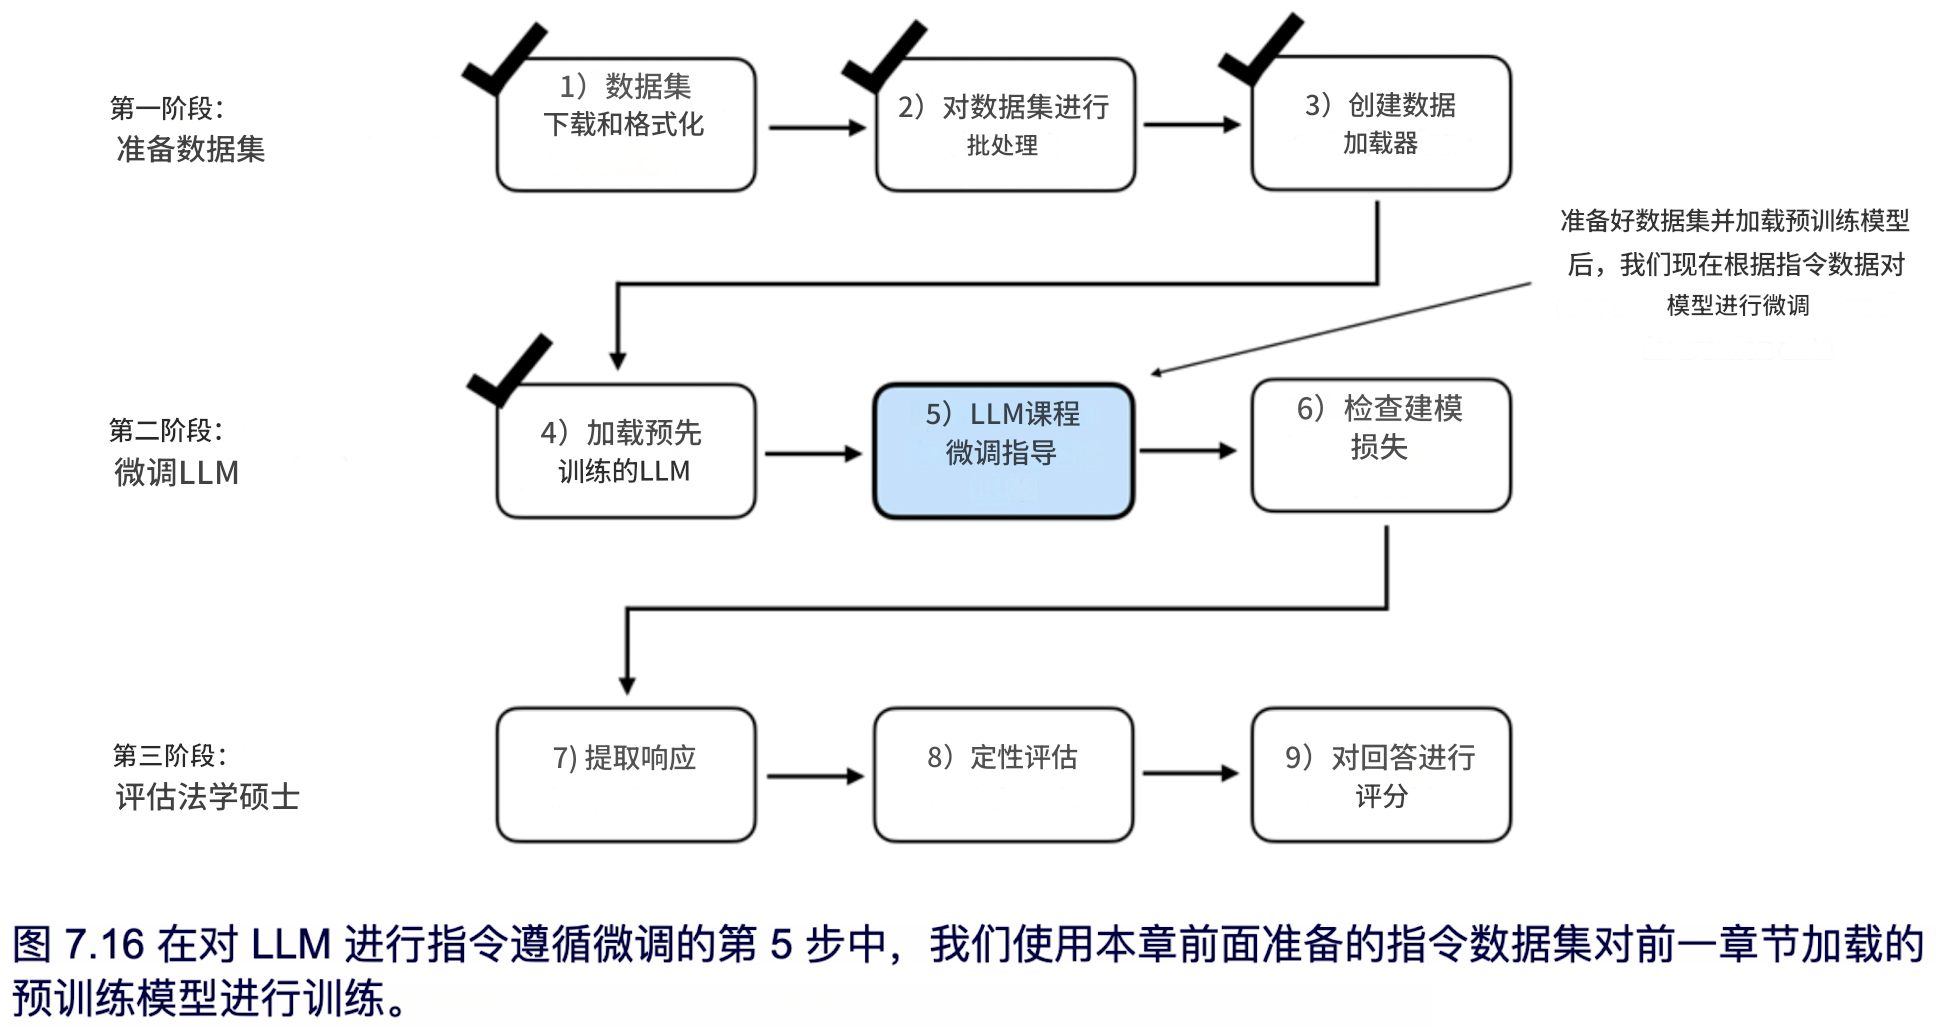 第一阶段：
准备数据集
1）数据集
下载和格式化
2）对数据集进行
批处理
3）创建数据
加载器
准备好数据集并加载预训练模型
后，我们现在根据指令数据对
模型进行微调
第二阶段：
微调LLM
4）加载预先
训练的LLM
5）LLM课程
微调指导
6）检查建模
损失
第三阶段：
评估法学硕士
7) 提取响应
8）定性评估
9）对回答进行
评分
图 7.16 在对 LLM 进行指令遵循微调的第 5 步中，我们使用本章前面准备的指令数据集对前一章节加载的
预训练模型进行训练。